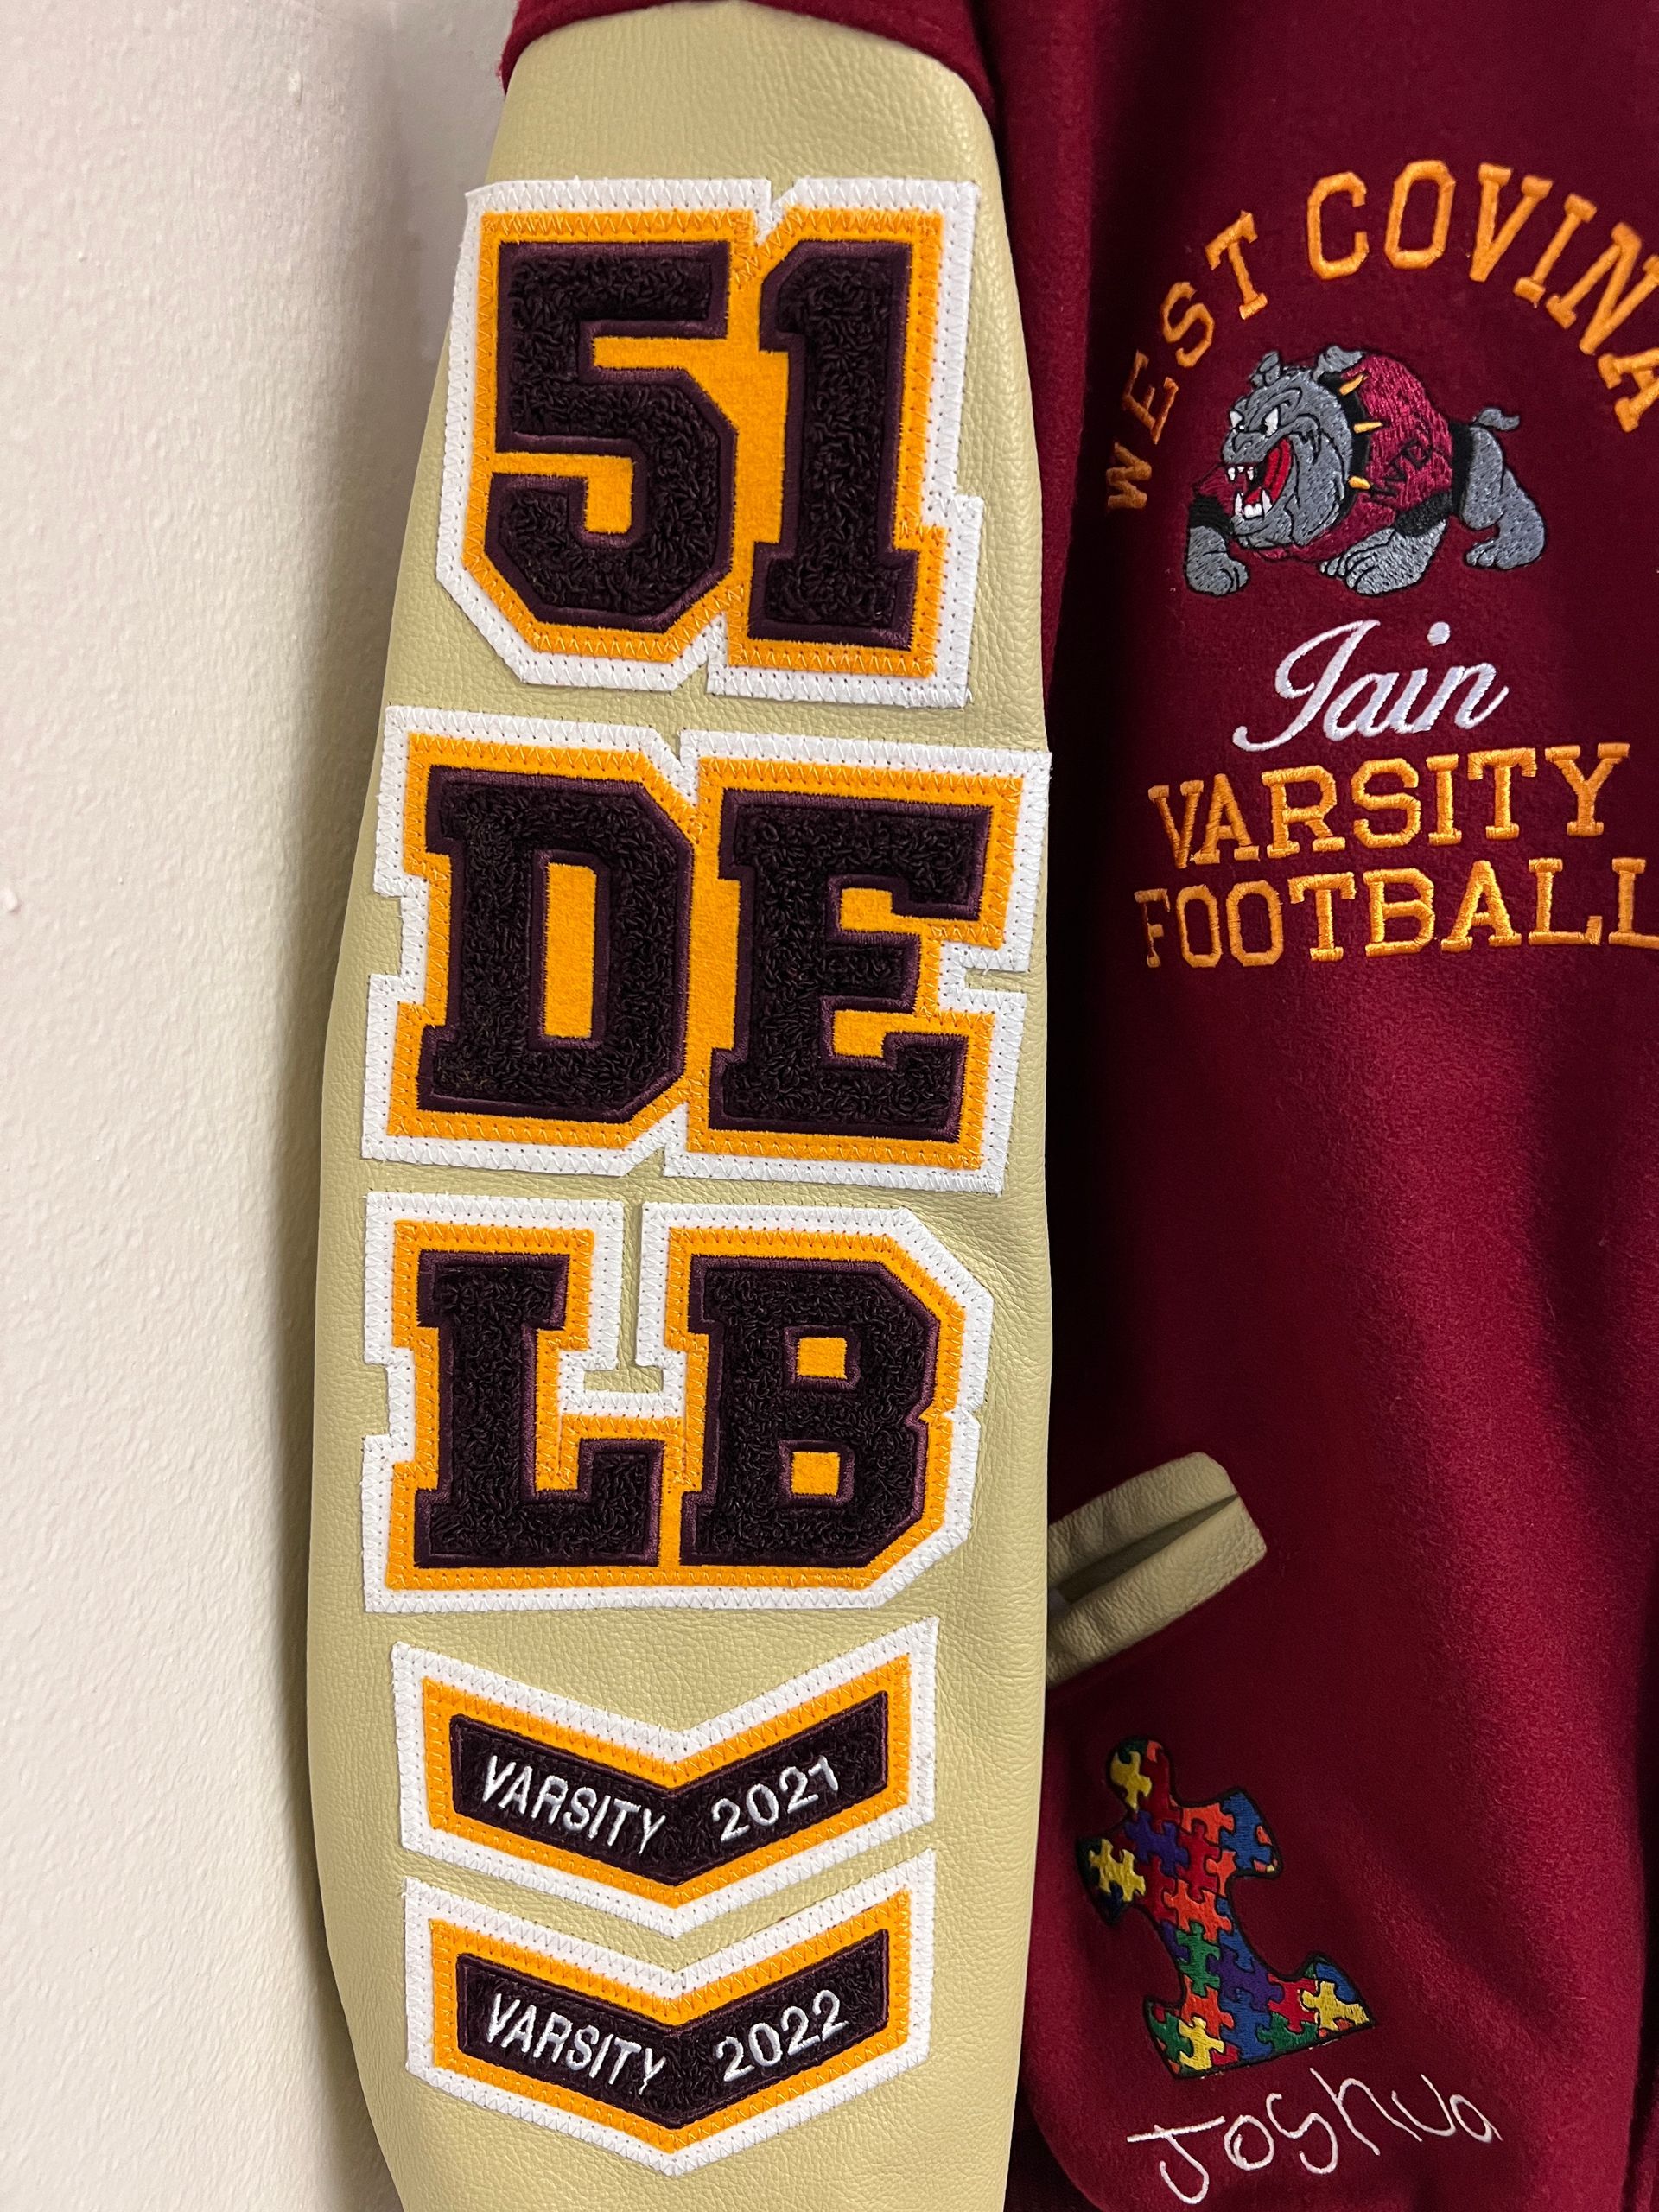 51
DE
LB
VARSITY 2021
VARSITY 2022
WEST COVINA
Iain
VARSITY
FOOTBALL
Joshua